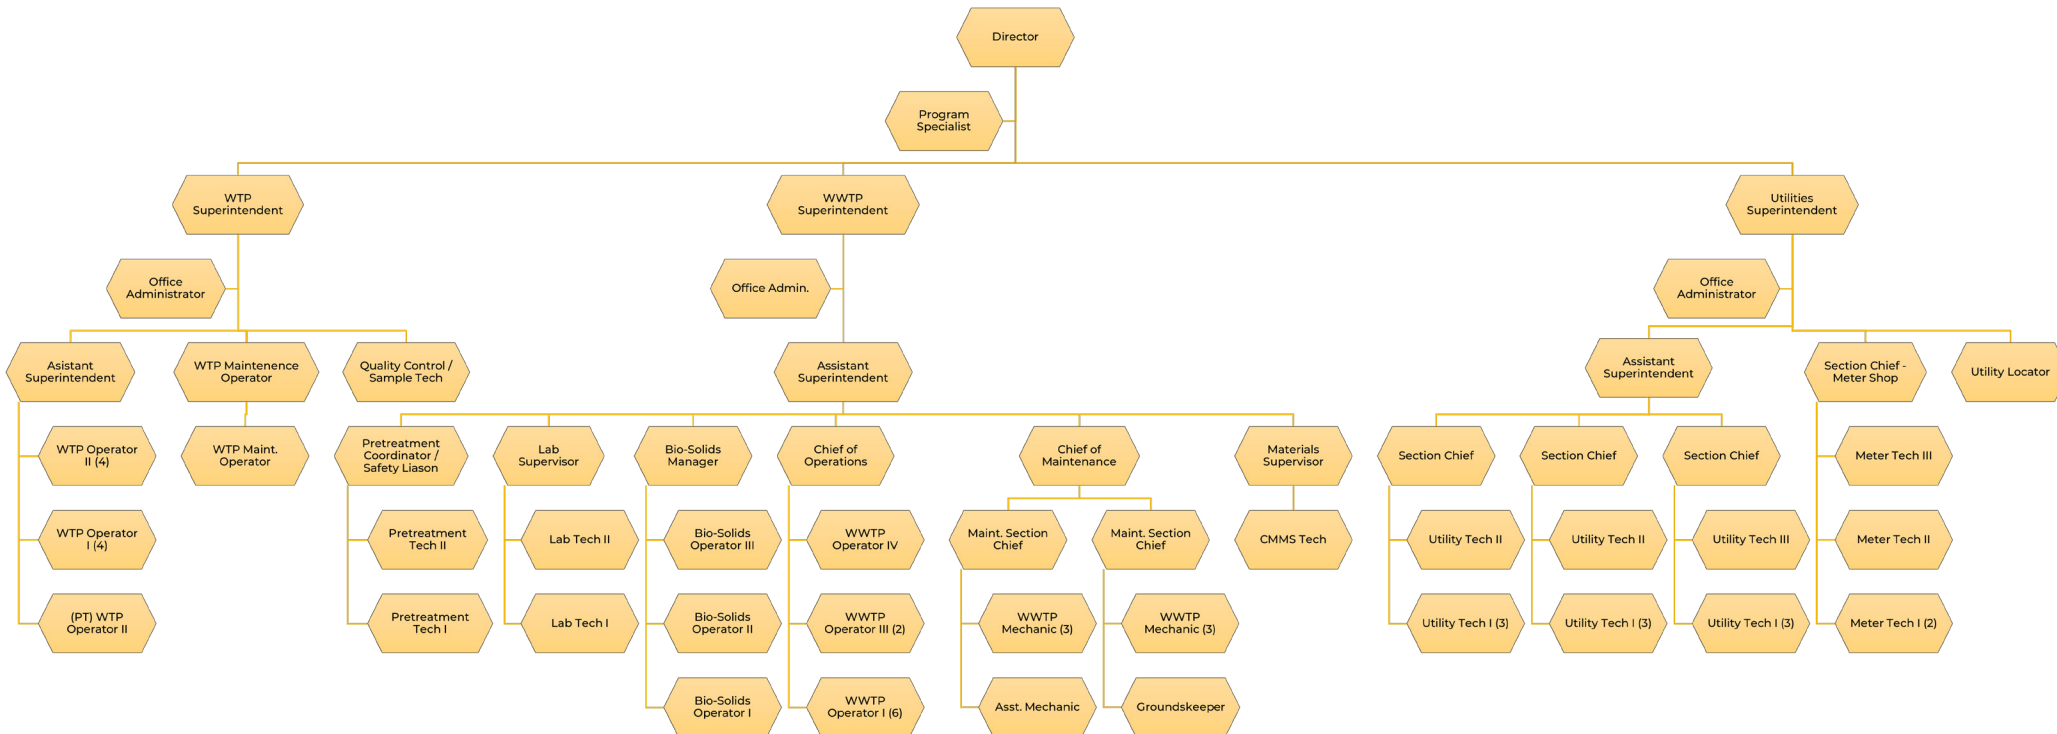 Director
Program
Specialist
WTP
Superintendent
WWTP
Superintendent
Utilities
Superintendent
Office
Administrator
Office Admin.
Office
Administrator
Asistant
Superintendent
WTP Maintenence
Operator
Quality Control /
Sample Tech
Assistant
Superintendent
Assistant
Superintendent
Section Chief -
Meter Shop
Utility Locator
WTP Operator
II (4)
WTP Maint.
Operator
Pretreatment
Coordinator /
Safety Liason
Lab
Supervisor
Bio-Solids
Manager
Chief of
Operations
Chief of
Maintenance
Materials
Supervisor
Section Chief
Section Chief
Section Chief
Meter Tech III
WTP Operator
I (4)
Pretreatment
Tech II
Lab Tech II
Bio-Solids
Operator III
WWTP
Operator IV
Maint. Section
Chief
Maint. Section
Chief
CMMS Tech
Utility Tech II
Utility Tech II
Utility Tech III
Meter Tech II
(PT) WTP
Operator II
Pretreatment
Tech I
Lab Tech I
Bio-Solids
Operator II
WWTP
Operator III (2)
WWTP
Mechanic (3)
WWTP
Mechanic (3)
Utility Tech I (3)
Utility Tech I (3)
Utility Tech I (3)
Meter Tech I (2)
Bio-Solids
Operator I
WWTP
Operator I (6)
Asst. Mechanic
Groundskeeper